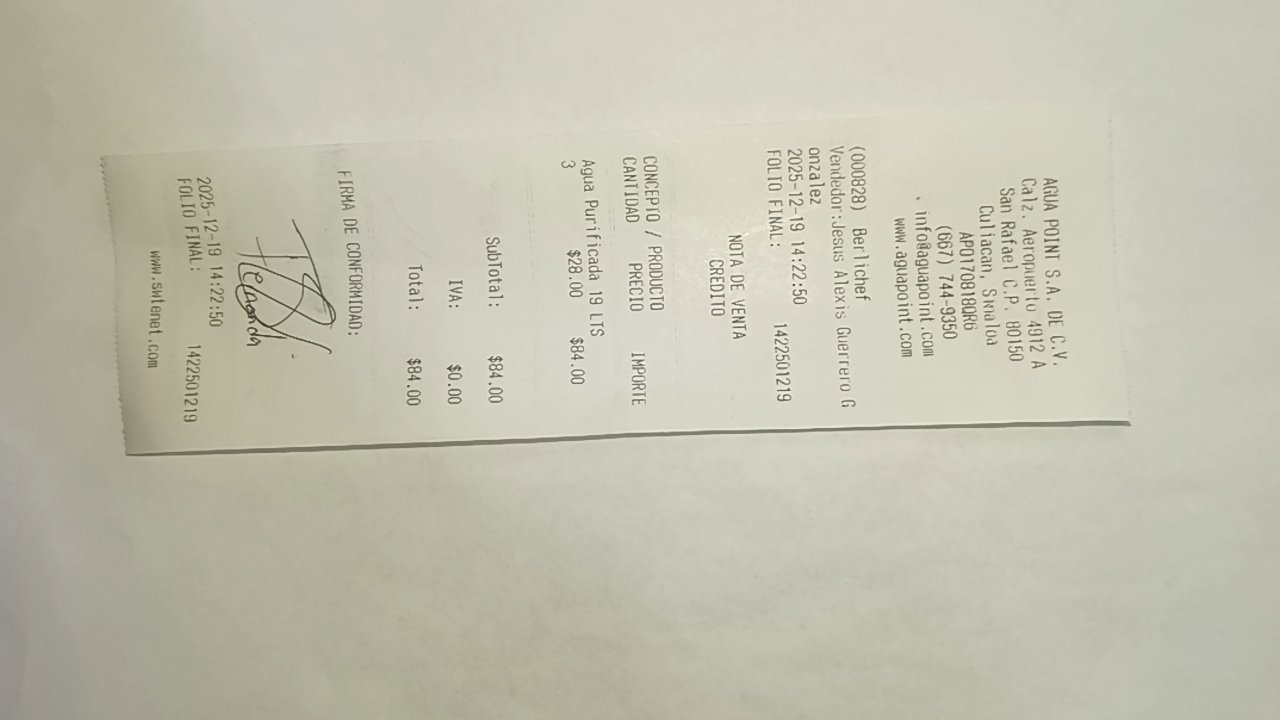 AGUA POINT S.A. DE C.V.
Calz. Aeropuerto 4912 A
San Rafael C.P. 80150
Culiacan, Sinaloa
APO170818QR6
(667) 744-9350
. info@aguapoint.com
www.aguapoint.com
(000828) Berlichef
Vendedor:Jesus Alexis Guerrero G
onzalez
2025-12-19 14:22:50
FOLIO FINAL: 1422501219
NOTA DE VENTA
CREDITO
CONCEPTO / PRODUCTO
CANTIDAD PRECIO IMPORTE
Agua Purificada 19 LTS
3 $28.00 $84.00
SubTotal: $84.00
IVA: $0.00
Total: $84.00
FIRMA DE CONFORMIDAD:
2025-12-19 14:22:50
FOLIO FINAL: 1422501219
www.swtenet.com